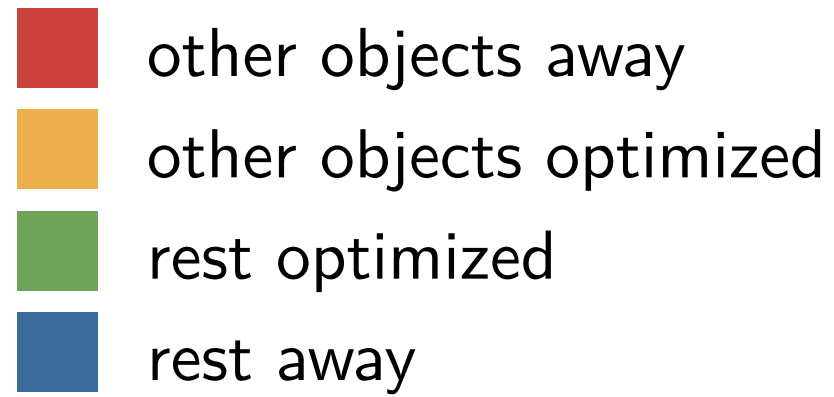 other objects away
other objects optimized
rest optimized
rest away